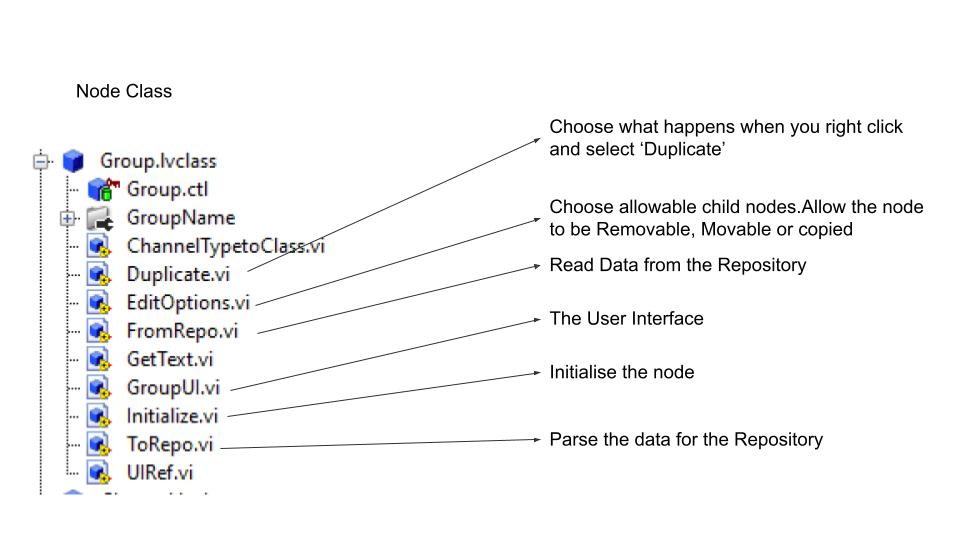 Node Class
Group.lvclass
Group.ctl
GroupName
ChannelTypetoClass.vi
Duplicate.vi
EditOptions.vi
FromRepo.vi
GetText.vi
GroupUI.vi
Initialize.vi
ToRepo.vi
UIRef.vi
Choose what happens when you right click
and select ‘Duplicate’
Choose allowable child nodes.Allow the node
to be Removable, Movable or copied
Read Data from the Repository
The User Interface
Initialise the node
Parse the data for the Repository